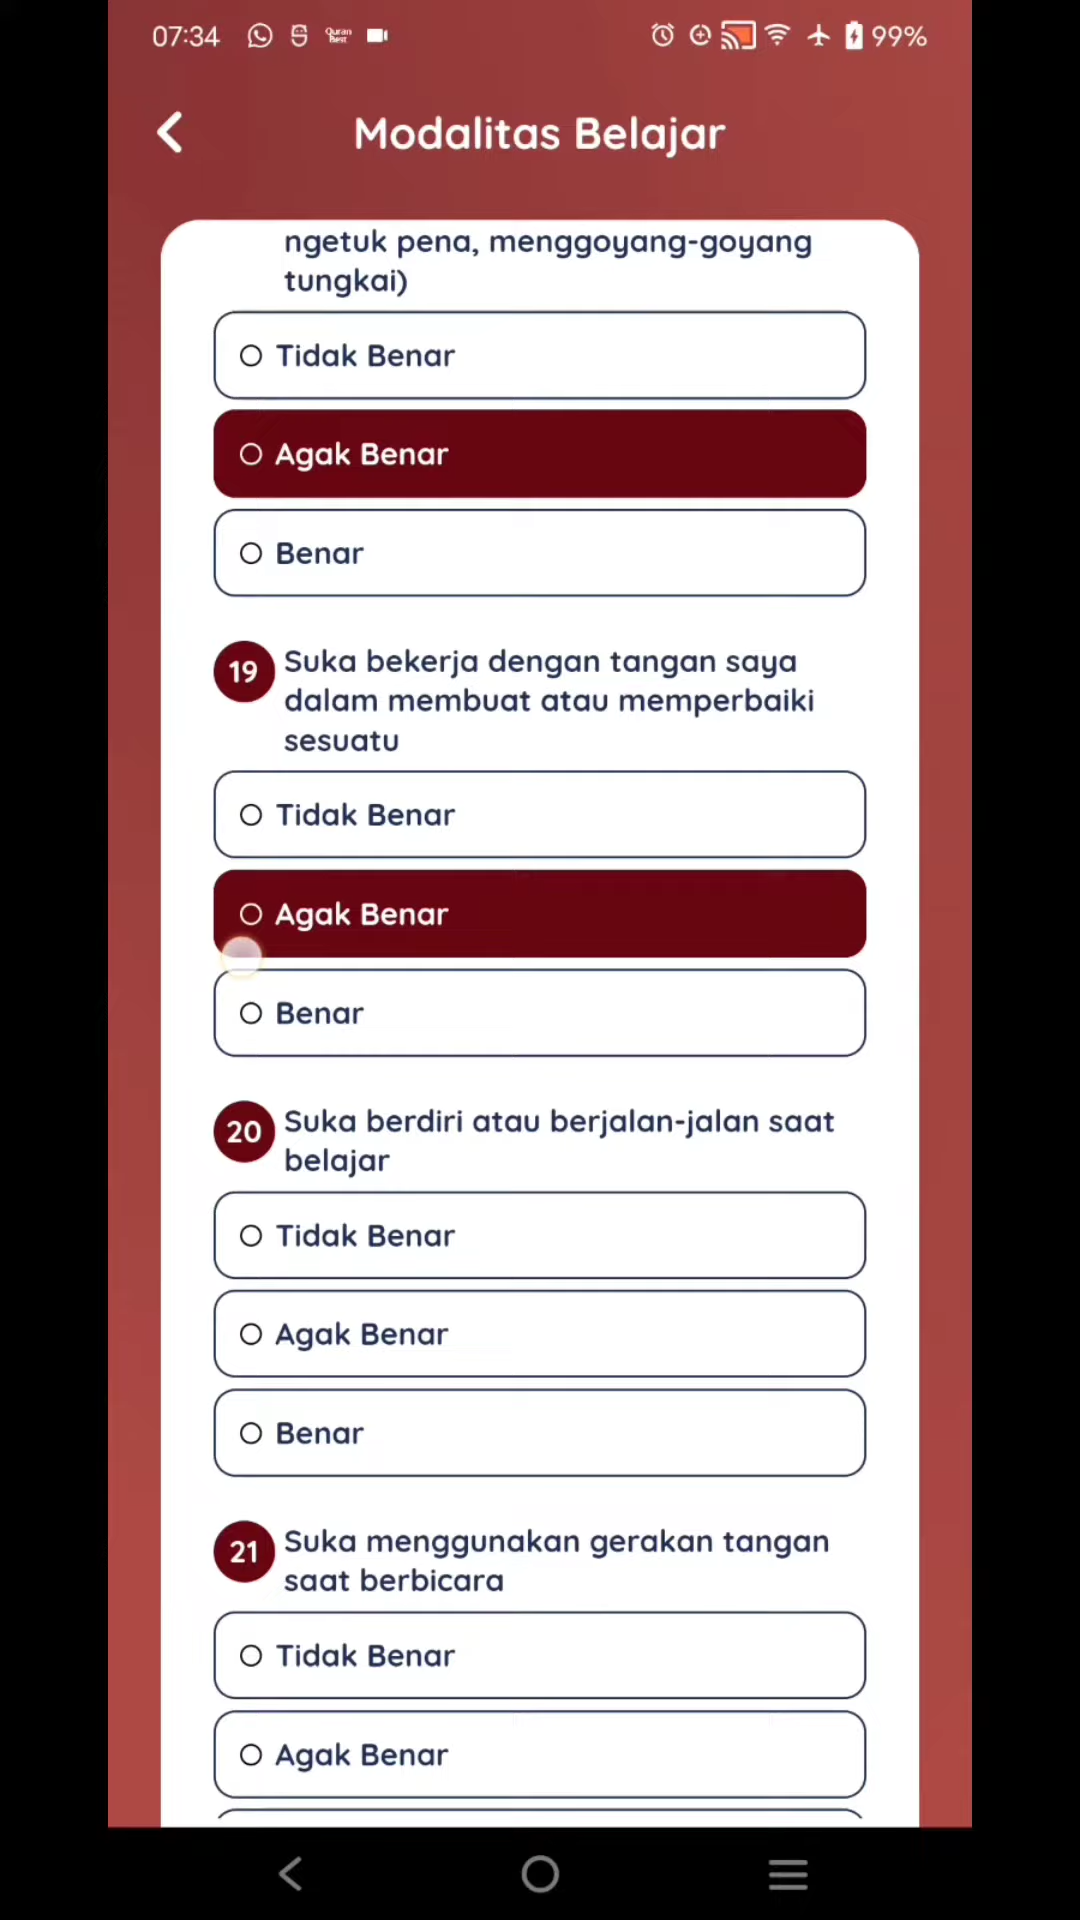 07:34
Quran
Best
99%
Modalitas Belajar
ngetuk pena, menggoyang-goyang
tungkai)
Tidak Benar
Agak Benar
Benar
19 Suka bekerja dengan tangan saya
dalam membuat atau memperbaiki
sesuatu
Tidak Benar
Agak Benar
Benar
20 Suka berdiri atau berjalan-jalan saat
belajar
Tidak Benar
Agak Benar
Benar
21 Suka menggunakan gerakan tangan
saat berbicara
Tidak Benar
Agak Benar